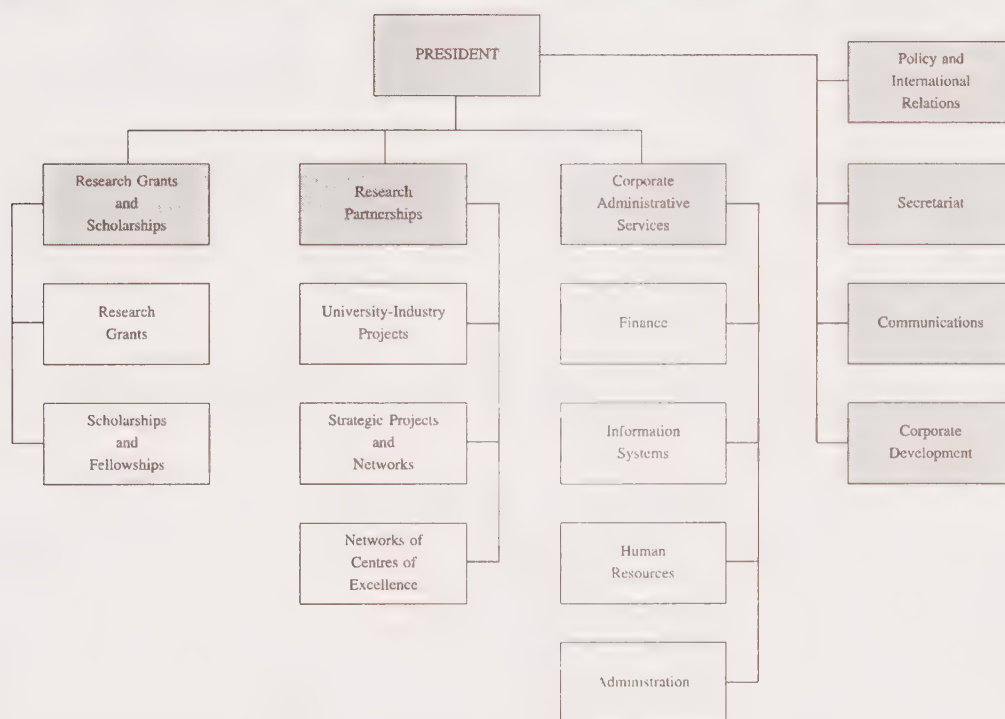 PRESIDENT
Policy and
International
Relations
Research Grants
and
Scholarships
Research
Partnerships
Corporate
Administrative
Services
Secretariat
Research
Grants
University-Industry
Projects
Finance
Communications
Scholarships
and
Fellowships
Strategic Projects
and
Networks
Information
Systems
Corporate
Development
Networks of
Centres of
Excellence
Human
Resources
Administration